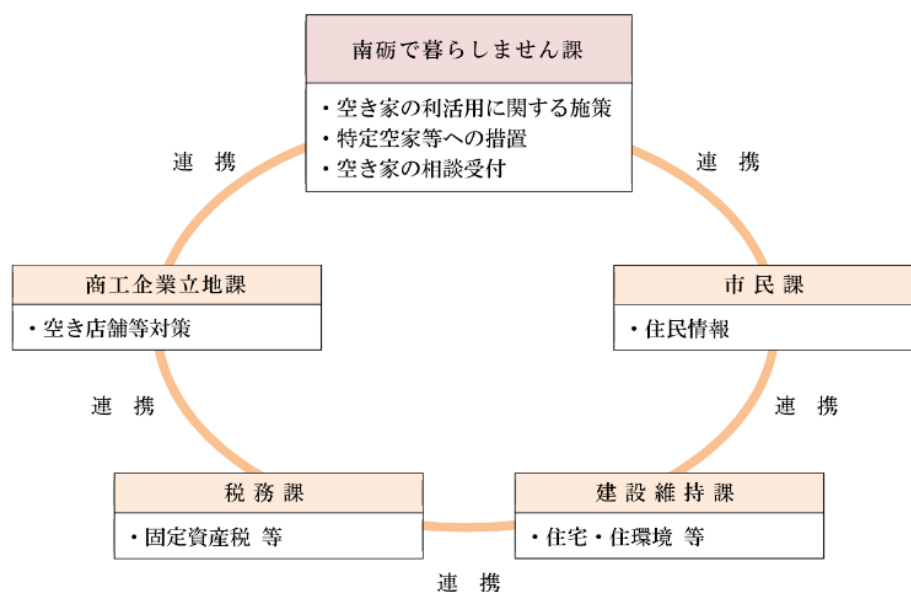 南砺で暮らしません課
・空き家の利活用に関する施策
・特定空家等への措置
・空き家の相談受付
連 携
連 携
商工企業立地課
・空き店舗等対策
市民課
・住民情報
連 携
連 携
税務課
・固定資産税 等
建設維持課
・住宅・住環境 等
連 携